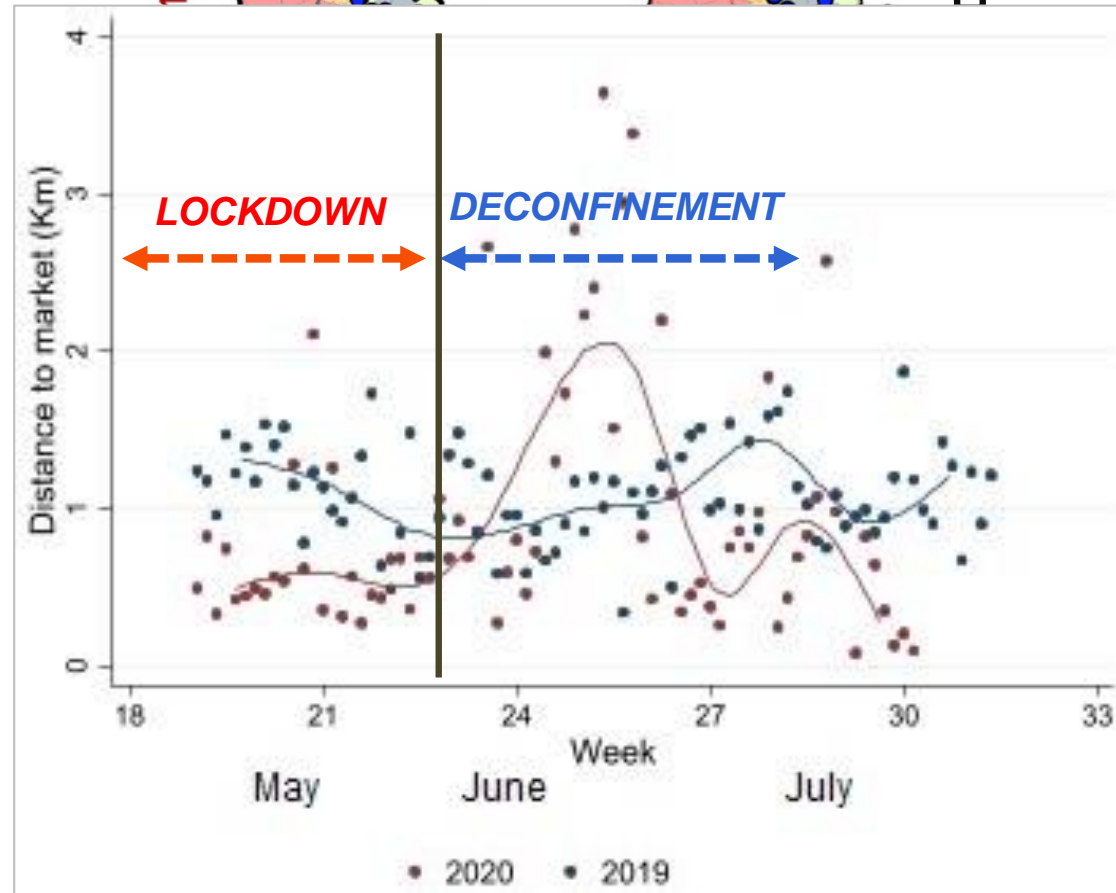 4
3
2
1
0
Distance to market (Km)
LOCKDOWN
DECONFINEMENT
18 21 24 27 30 33
Week
May June July
2020 2019